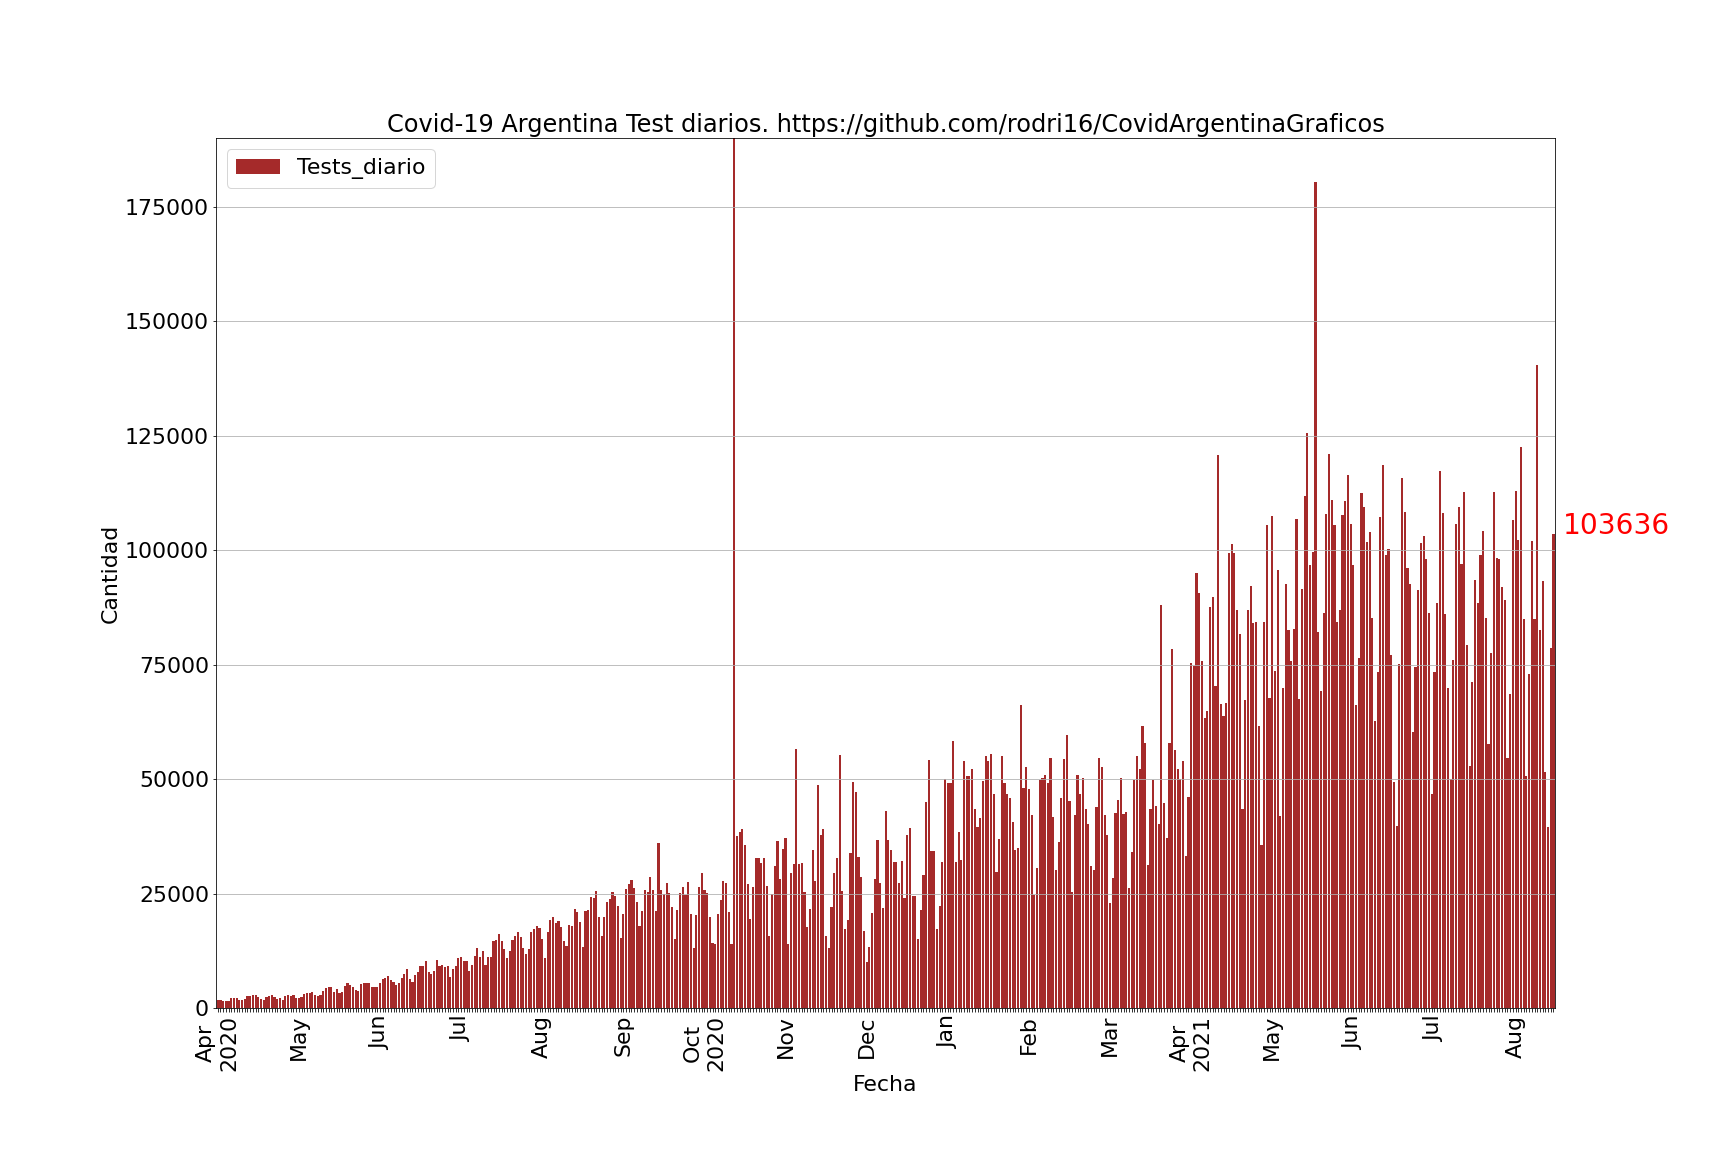 Covid-19 Argentina Test diarios. https://github.com/rodri16/CovidArgentinaGraficos
Tests_diario
175000
150000
125000
100000
75000
50000
25000
0
Cantidad
103636
Apr
2020
May
Jun
Jul
Aug
Sep
Oct
2020
Nov
Dec
Jan
Feb
Mar
Apr
2021
May
Jun
Jul
Aug
Fecha